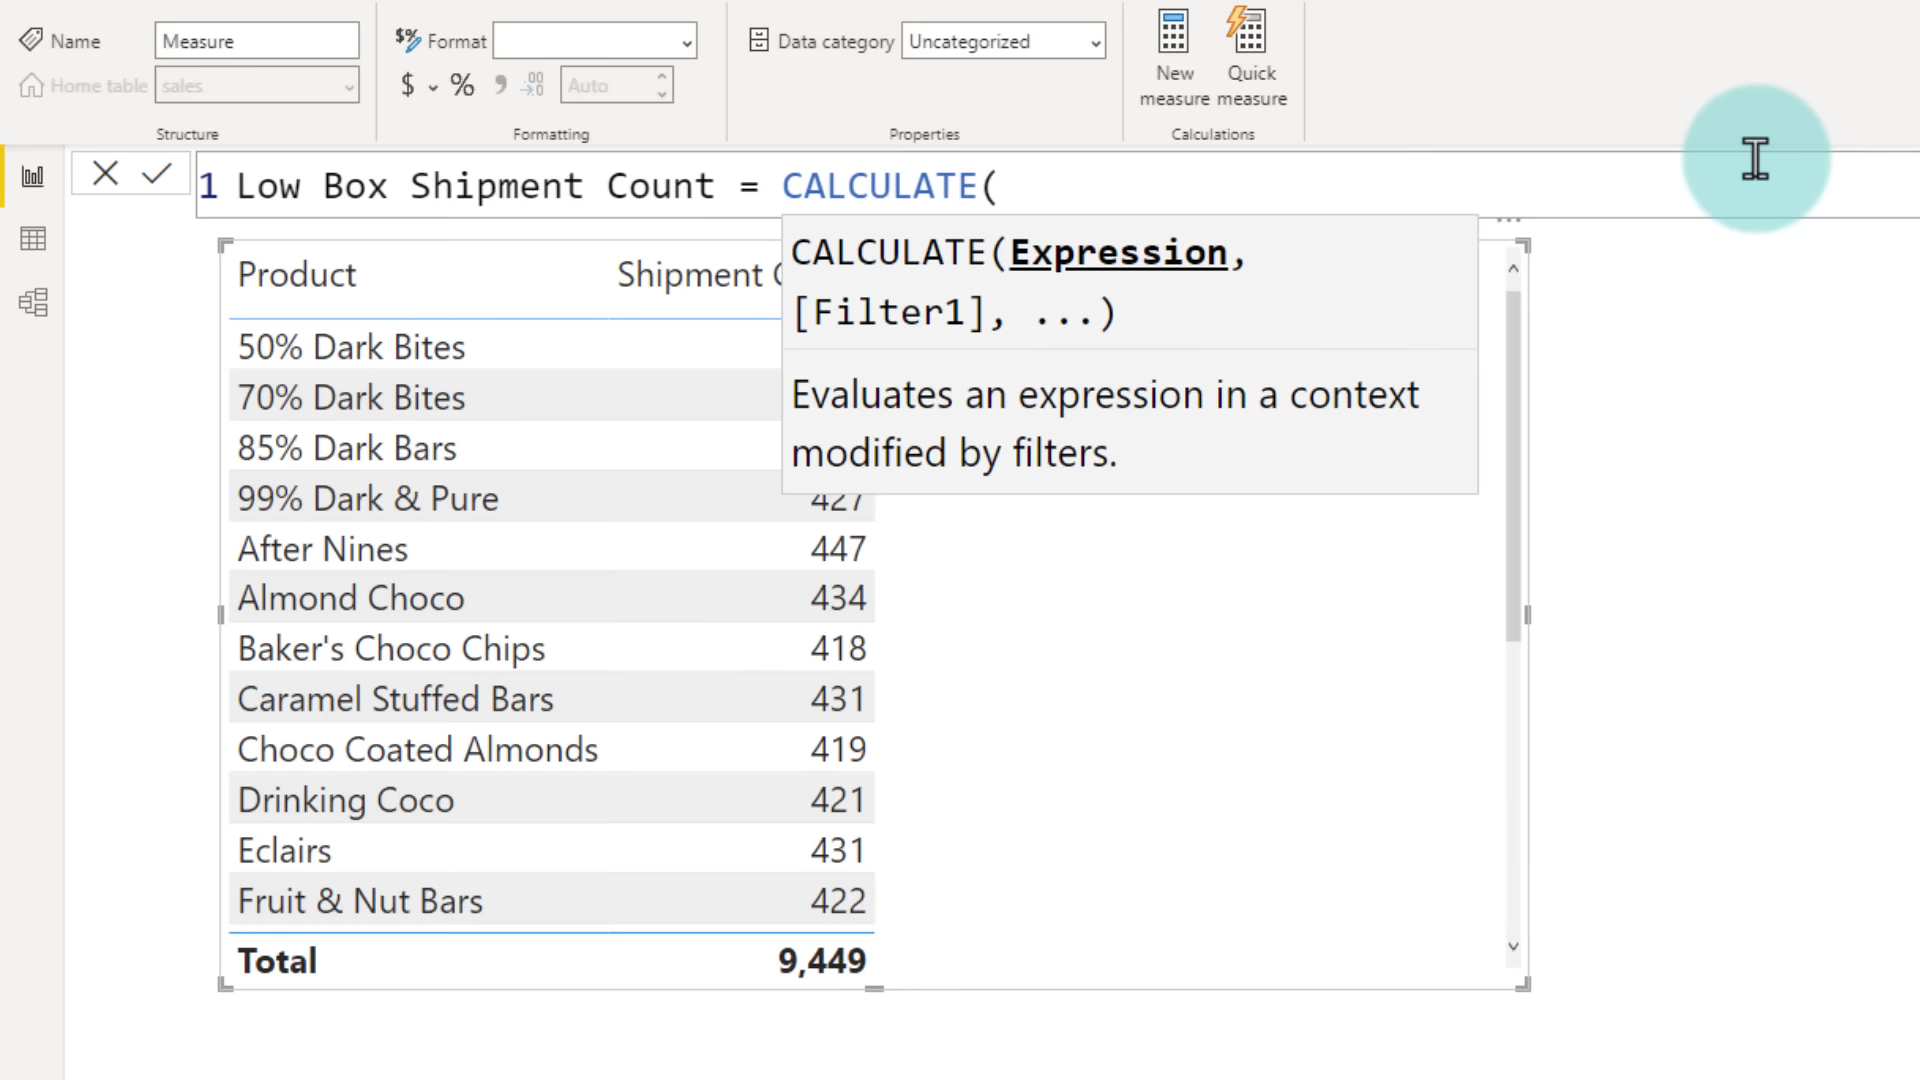 Name Measure
$% Format
Data category Uncategorized
New measure
Quick measure
Home table sales
$ % Auto
Structure
Formatting
Properties
Calculations
1 Low Box Shipment Count = CALCULATE(
CALCULATE(Expression,
[Filter1], ...)
Evaluates an expression in a context
modified by filters.
Product Shipment
50% Dark Bites
70% Dark Bites
85% Dark Bars
99% Dark & Pure 427
After Nines 447
Almond Choco 434
Baker's Choco Chips 418
Caramel Stuffed Bars 431
Choco Coated Almonds 419
Drinking Coco 421
Eclairs 431
Fruit & Nut Bars 422
Total 9,449